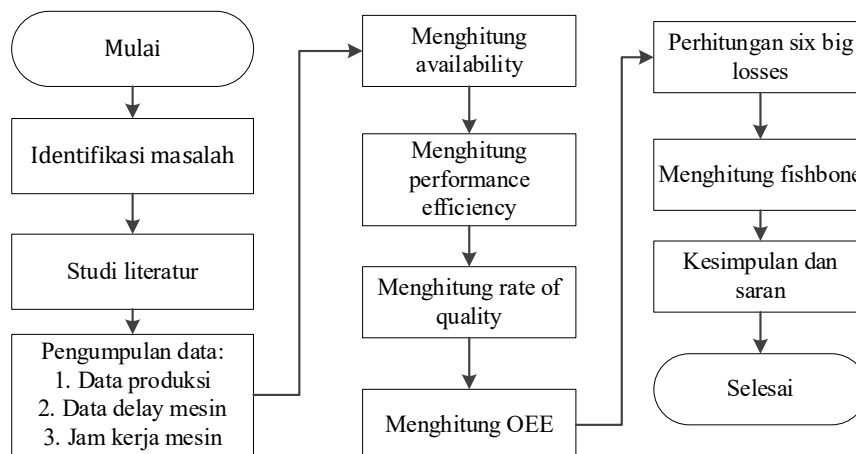 Mulai
Identifikasi masalah
Studi literatur
Pengumpulan data:
1. Data produksi
2. Data delay mesin
3. Jam kerja mesin
Menghitung
availability
Menghitung
performance
efficiency
Menghitung rate of
quality
Menghitung OEE
Perhitungan six big
losses
Menghitung fishbone
Kesimpulan dan
saran
Selesai